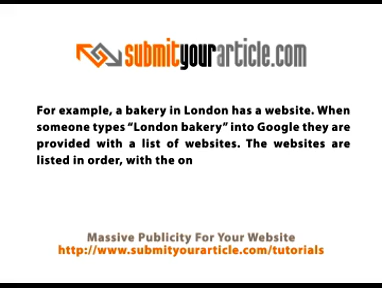 submityourarticle.com
For example, a bakery in London has a website. When
someone types “London bakery” into Google they are
provided with a list of websites. The websites are
listed in order, with the on
Massive Publicity For Your Website
http://www.submityourarticle.com/tutorials